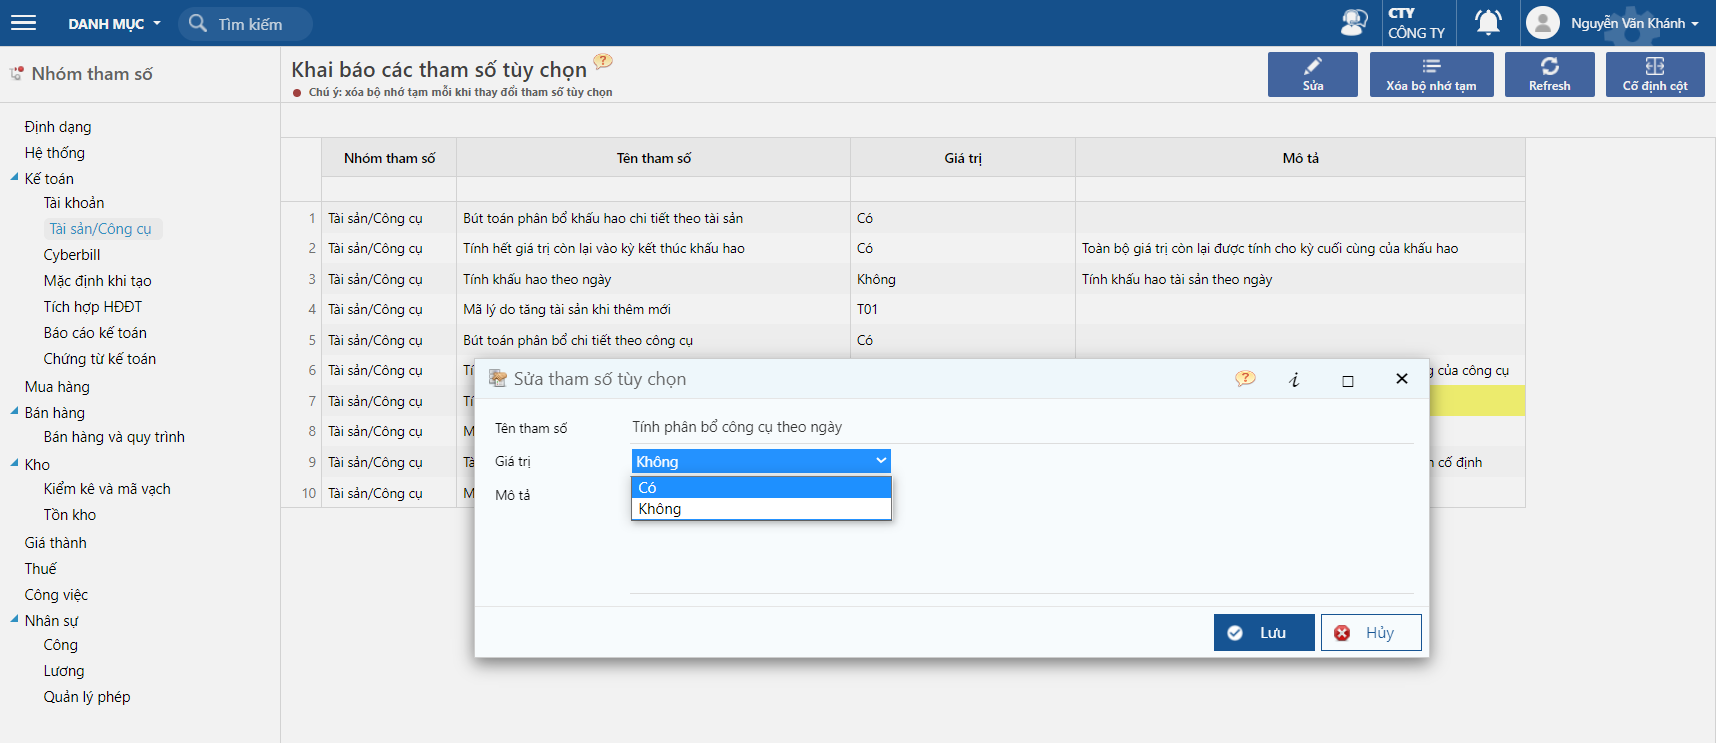 DANH MỤC
Tìm kiếm
CTY
CÔNG TY
Nguyễn Văn Khánh
Nhóm tham số
Định dạng
Hệ thống
Kế toán
Tài khoản
Tài sản/Công cụ
Cyberbill
Mặc định khi tạo
Tích hợp HĐĐT
Báo cáo kế toán
Chứng từ kế toán
Mua hàng
Bán hàng
Bán hàng và quy trình
Kho
Kiểm kê và mã vạch
Tồn kho
Giá thành
Thuế
Công việc
Nhân sự
Công
Lương
Quản lý phép
Khai báo các tham số tùy chọn
Chú ý: xóa bộ nhớ tạm mỗi khi thay đổi tham số tùy chọn
Sửa
Xóa bộ nhớ tạm
Refresh
Cố định cột
Nhóm tham số Tên tham số Giá trị Mô tả
1 Tài sản/Công cụ Bút toán phân bổ khấu hao chi tiết theo tài sản Có
2 Tài sản/Công cụ Tính hết giá trị còn lại vào kỳ kết thúc khấu hao Có Toàn bộ giá trị còn lại được tính cho kỳ cuối cùng của khấu hao
3 Tài sản/Công cụ Tính khấu hao theo ngày Không Tính khấu hao tài sản theo ngày
4 Tài sản/Công cụ Mã lý do tăng tài sản khi thêm mới T01
5 Tài sản/Công cụ Bút toán phân bổ chi tiết theo công cụ Có
6 Tài sản/Công cụ Tí g của công cụ
7 Tài sản/Công cụ Tí
8 Tài sản/Công cụ M
9 Tài sản/Công cụ Tà cố định
10 Tài sản/Công cụ M
Sửa tham số tùy chọn
Tên tham số Tính phân bổ công cụ theo ngày
Giá trị Không
Có
Không
Mô tả
Lưu
Hủy